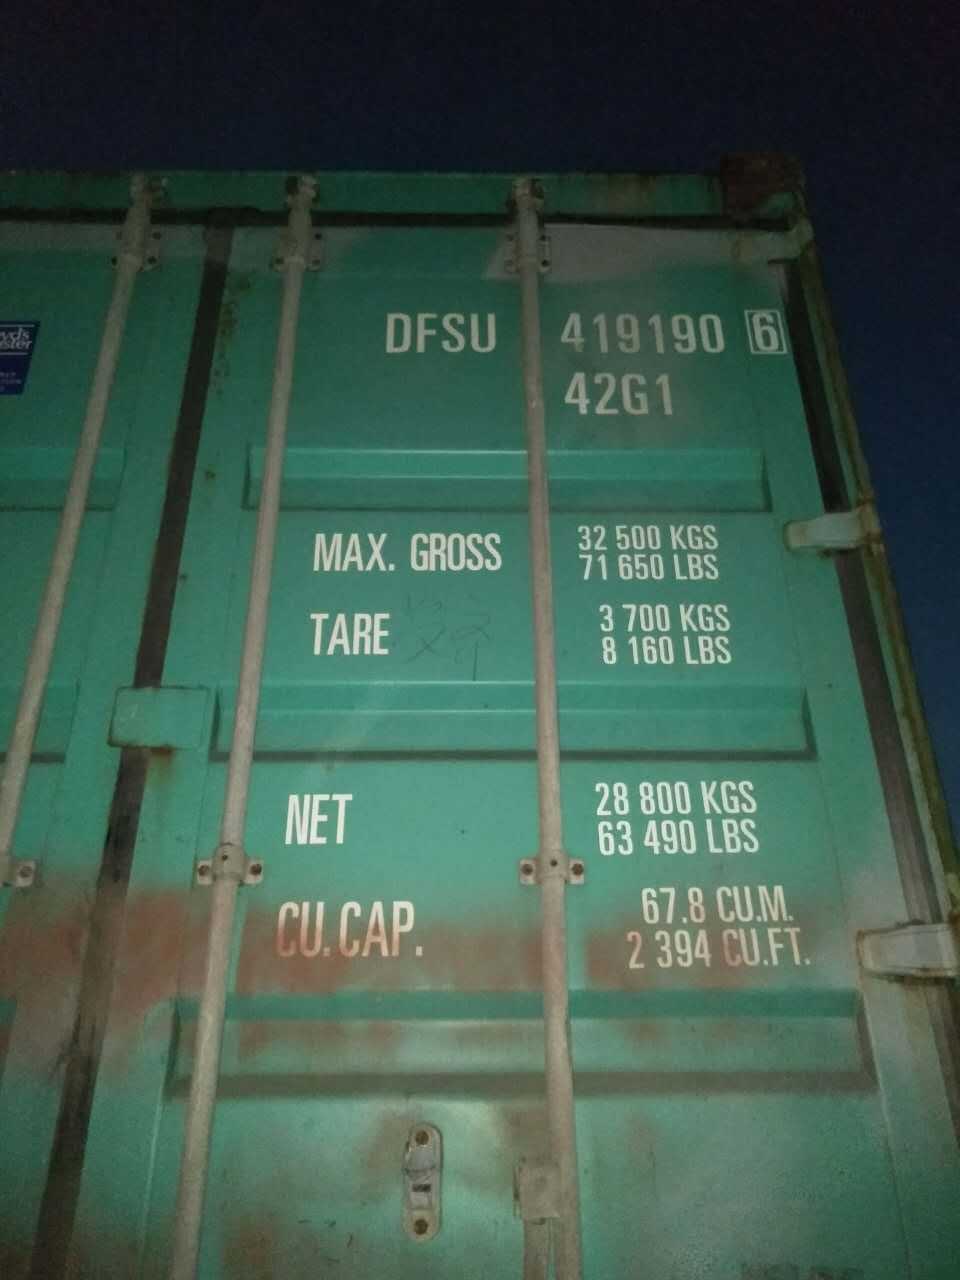 DFSU 419190 6
42G1
MAX. GROSS 32 500 KGS
71 650 LBS
TARE 3 700 KGS
8 160 LBS
NET 28 800 KGS
63 490 LBS
CU. CAP. 67.8 CU.M.
2 394 CU.FT.